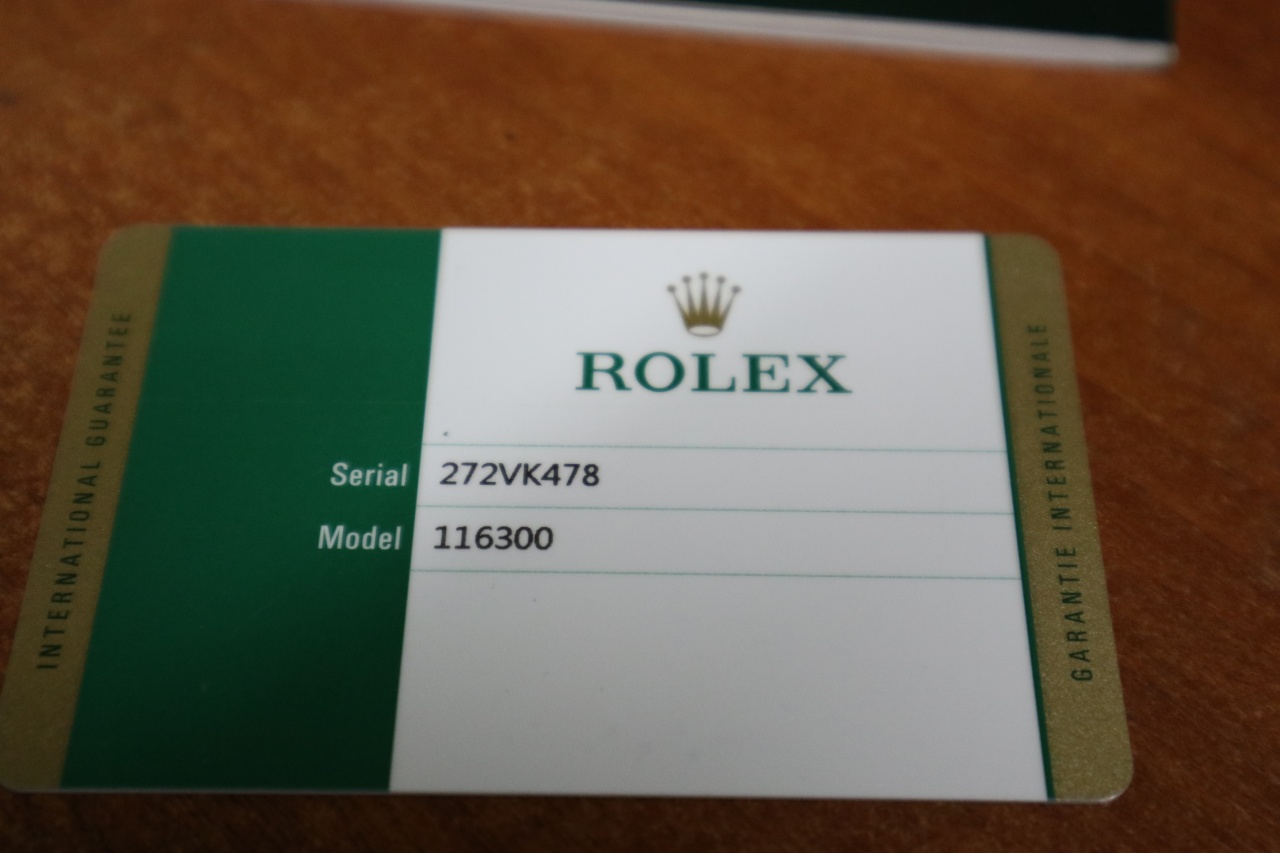 INTERNATIONAL GUARANTEE
ROLEX
Serial 272VK478
Model 116300
GARANTIE INTERNATIONALE